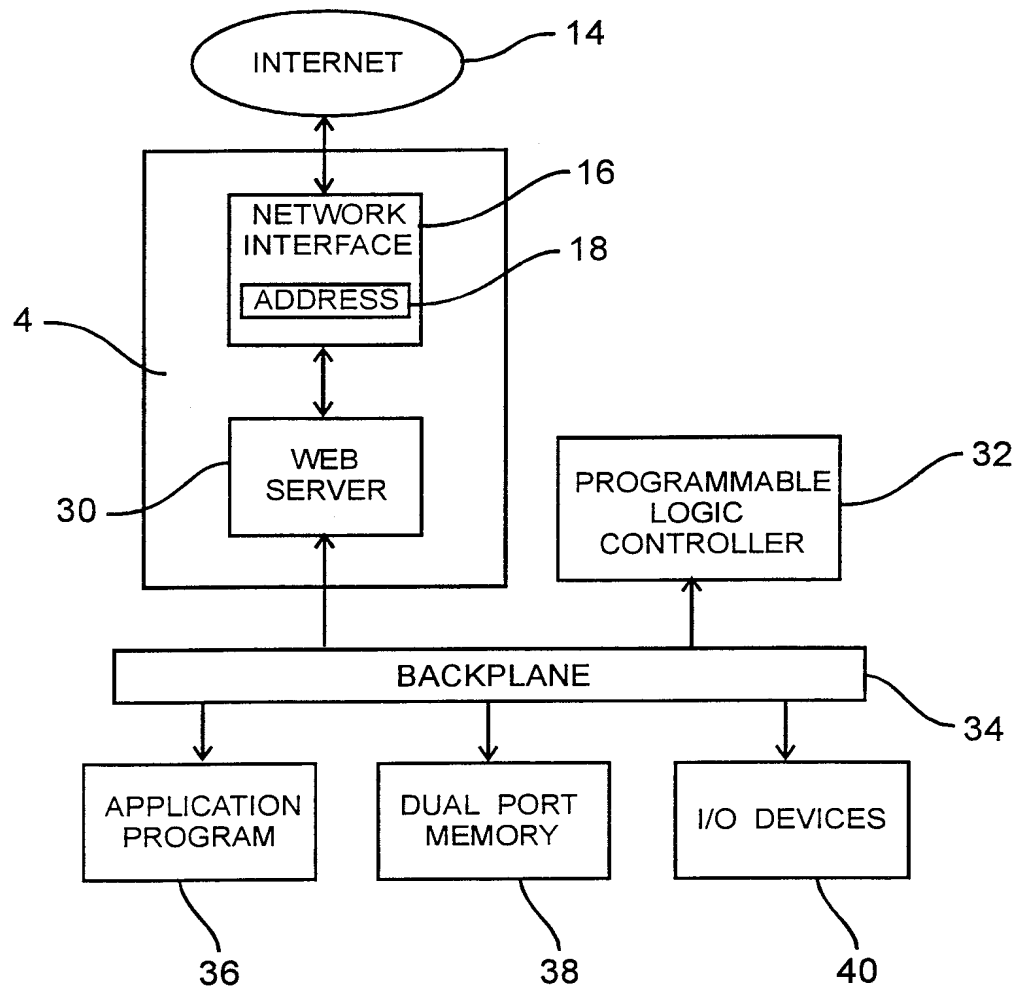 INTERNET
14
NETWORK
INTERFACE
16
ADDRESS
18
4
WEB
SERVER
30
PROGRAMMABLE
LOGIC
CONTROLLER
32
BACKPLANE
34
APPLICATION
PROGRAM
DUAL PORT
MEMORY
I/O DEVICES
36
38
40